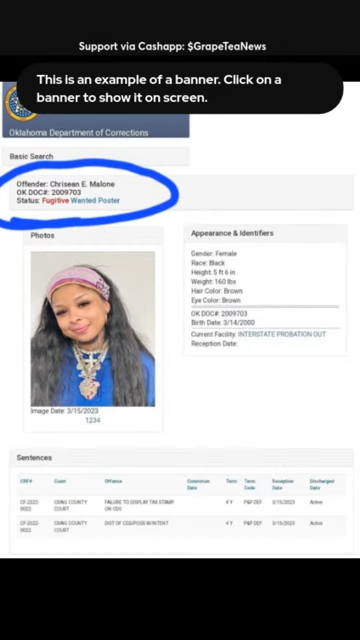 Support via Cashapp: $GrapeTeaNews
This is an example of a banner. Click on a
banner to show it on screen.
Oklahoma Department of Corrections
Basic Search
Offender: Chrisean E. Malone
OK DOC#: 2009703
Status: Fugitive Wanted Poster
Photos
Image Date: 3/15/2023
1234
Appearance & Identifiers
Gender: Female
Race: Black
Height: 5 ft 6 in
Weight: 160 lbs
Hair Color: Brown
Eye Color: Brown
OK DOC#: 2009703
Birth Date: 3/14/2000
Current Facility: INTERSTATE PROBATION OUT
Reception Date:
Sentences
CRF# Court Offense Conviction Date Term Term Code Reception Date Discharged Date
CF-2022-0022 CRAIG COUNTY COURT FAILURE TO DISPLAY TAX STAMP ON CDS 4 Y P&P DEF 3/15/2023 Active
CF-2022-0022 CRAIG COUNTY COURT DIST OF CDS/POSS W INTENT 4 Y P&P DEF 3/15/2023 Active